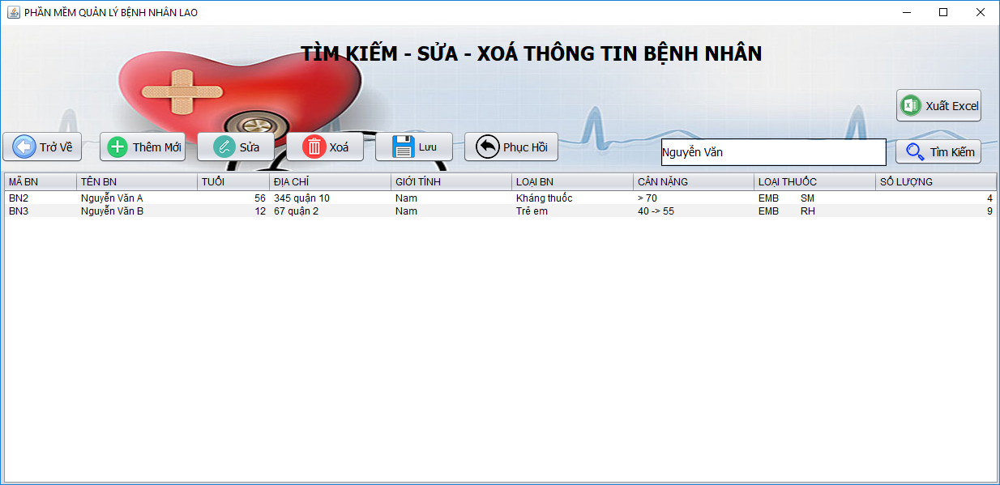 PHẦN MỀM QUẢN LÝ BỆNH NHÂN LAO
TÌM KIẾM - SỬA - XOÁ THÔNG TIN BỆNH NHÂN
Xuất Excel
Trở Về Thêm Mới Sửa Xoá Lưu Phục Hồi Nguyễn Văn Tìm Kiếm
MÃ BN TÊN BN TUỔI ĐỊA CHỈ GIỚI TÍNH LOẠI BN CÂN NẶNG LOẠI THUỐC SỐ LƯỢNG
BN2 Nguyễn Văn A 56 345 quận 10 Nam Kháng thuốc > 70 EMB SM 4
BN3 Nguyễn Văn B 12 67 quận 2 Nam Trẻ em 40 -> 55 EMB RH 9